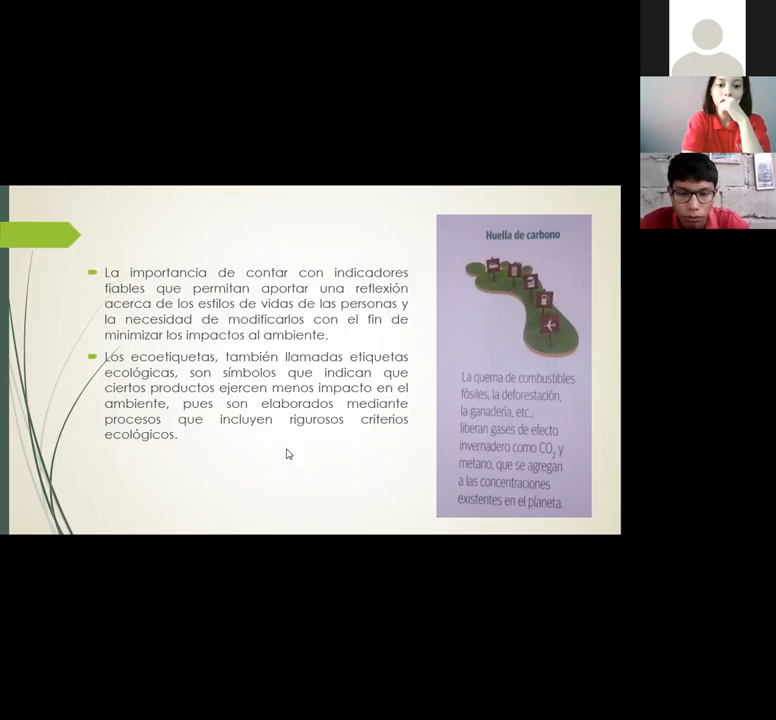 La importancia de contar con indicadores
fiables que permitan aportar una reflexión
acerca de los estilos de vidas de las personas y
la necesidad de modificarlos con el fin de
minimizar los impactos al ambiente.
Los ecoetiquetas, también llamadas etiquetas
ecológicas, son símbolos que indican que
ciertos productos ejercen menos impacto en el
ambiente, pues son elaborados mediante
procesos que incluyen rigurosos criterios
ecológicos.
Huella de carbono
La quema de combustibles
fósiles, la deforestación,
la ganadería, etc.,
liberan gases de efecto
invernadero como CO₂ y
metano, que se agregan
a las concentraciones
existentes en el planeta.